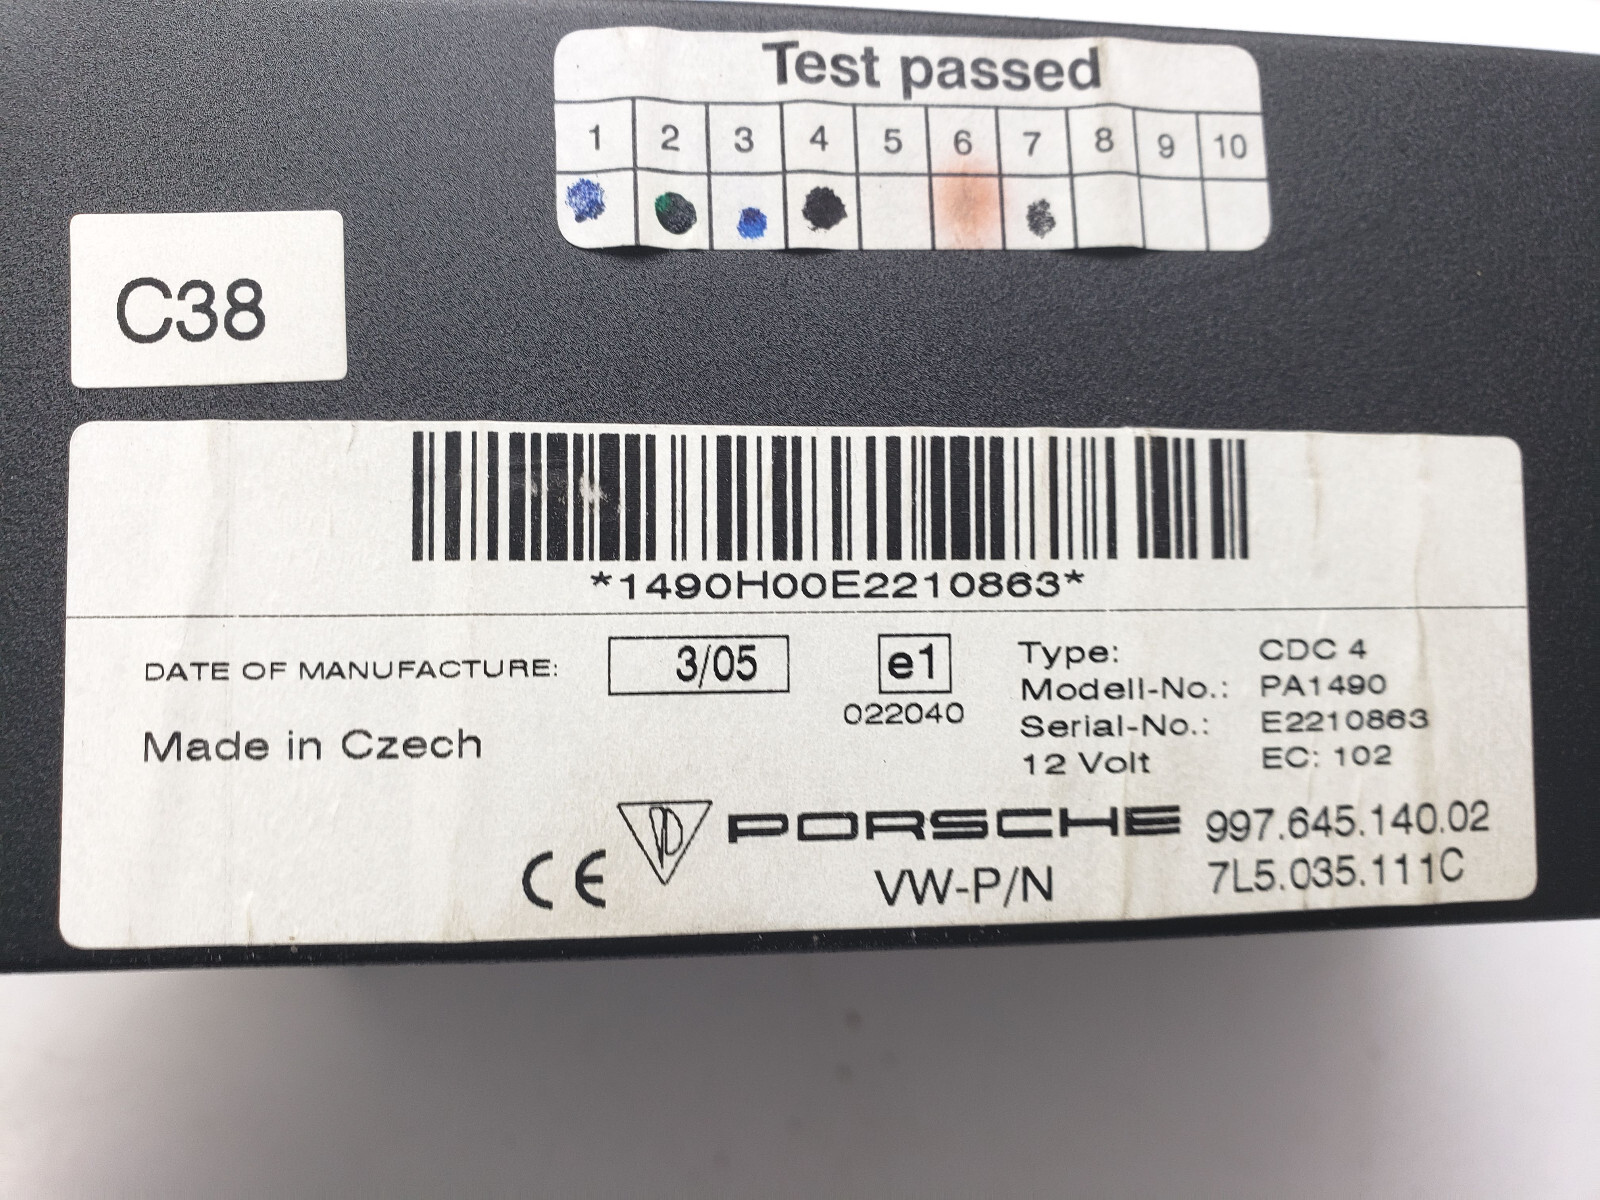 Test passed
1 2 3 4 5 6 7 8 9 10
C38
*1490H00E2210863*
DATE OF MANUFACTURE: 3/05
e1
022040
Made in Czech
Type: CDC 4
Modell-No.: PA1490
Serial-No.: E2210863
12 Volt EC: 102
CE PORSCHE 997.645.140.02
VW-P/N 7L5.035.111C